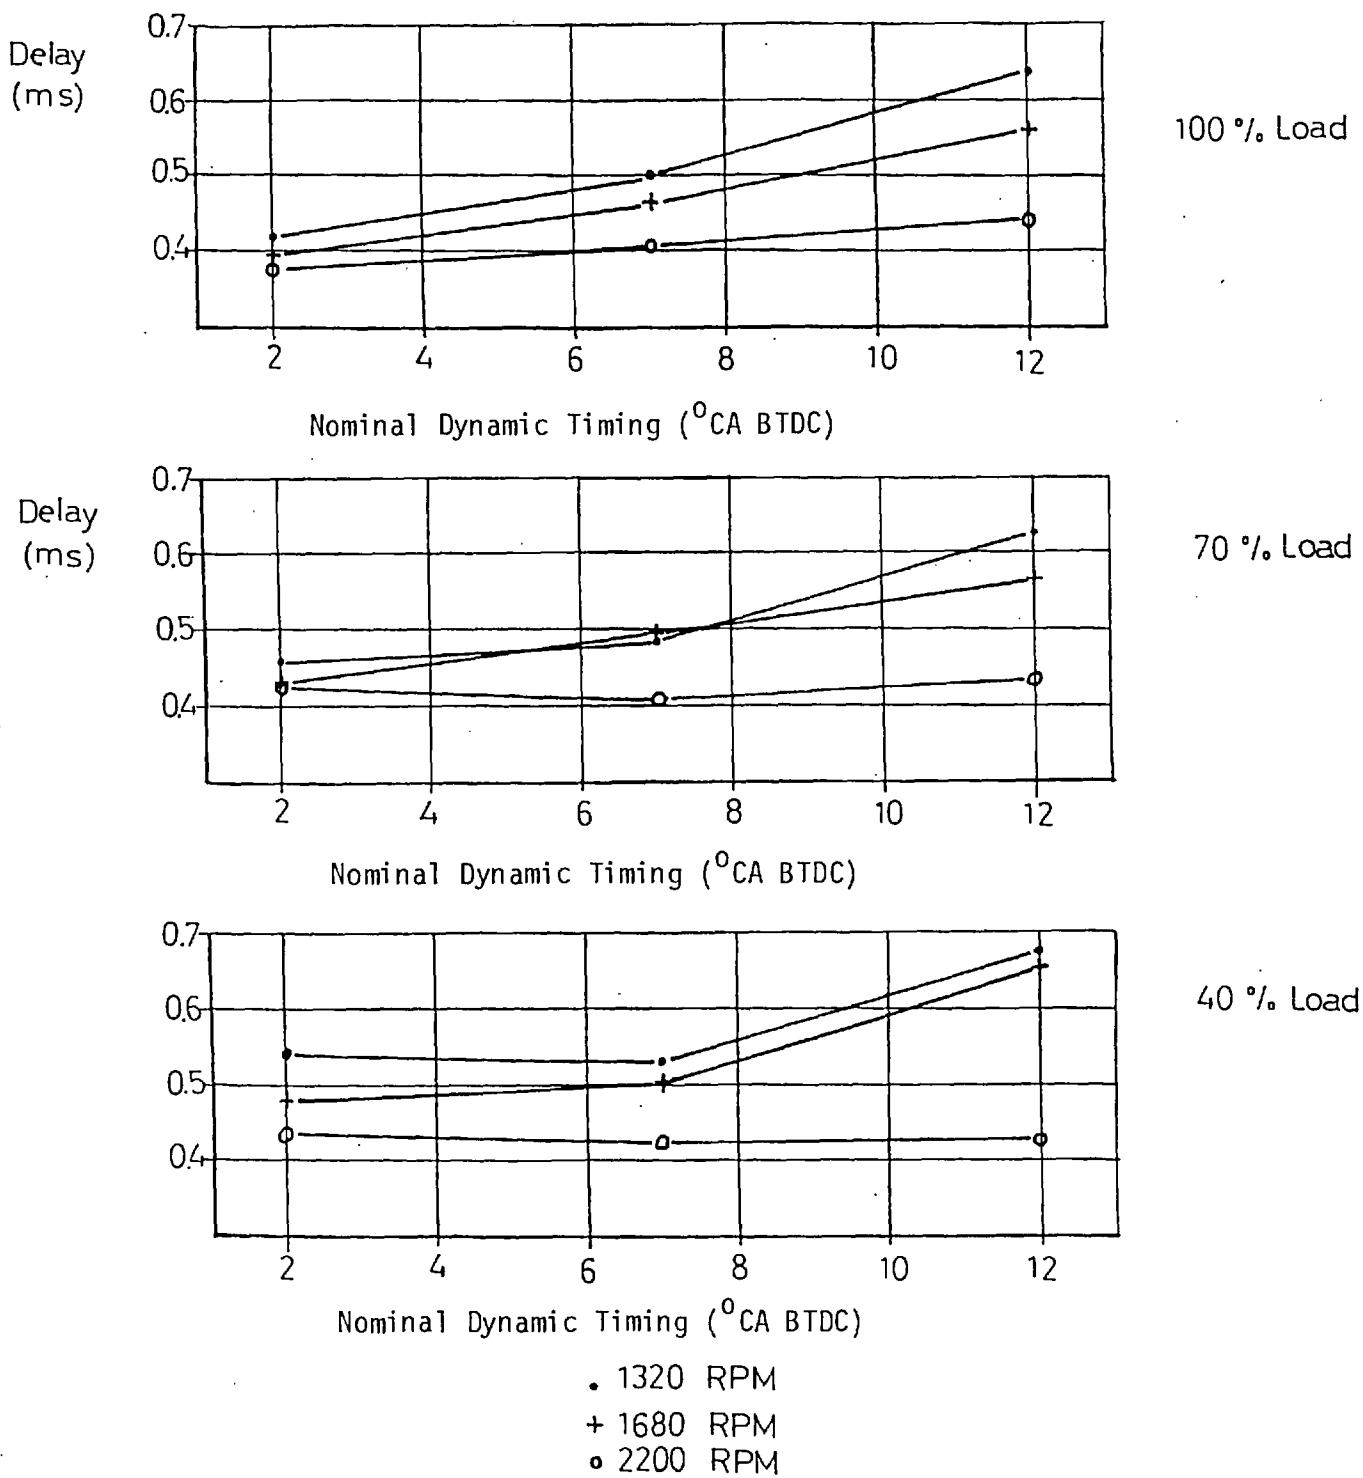 0.7
Delay
(ms)
0.6
100 % Load
0.5
0.4
2 4 6 8 10 12
Nominal Dynamic Timing (°CA BTDC)
0.7
Delay
(ms)
0.6
70 % Load
0.5
0.4
2 4 6 8 10 12
Nominal Dynamic Timing (°CA BTDC)
0.7
0.6
40 % Load
0.5
0.4
2 4 6 8 10 12
Nominal Dynamic Timing (°CA BTDC)
. 1320 RPM
+ 1680 RPM
o 2200 RPM